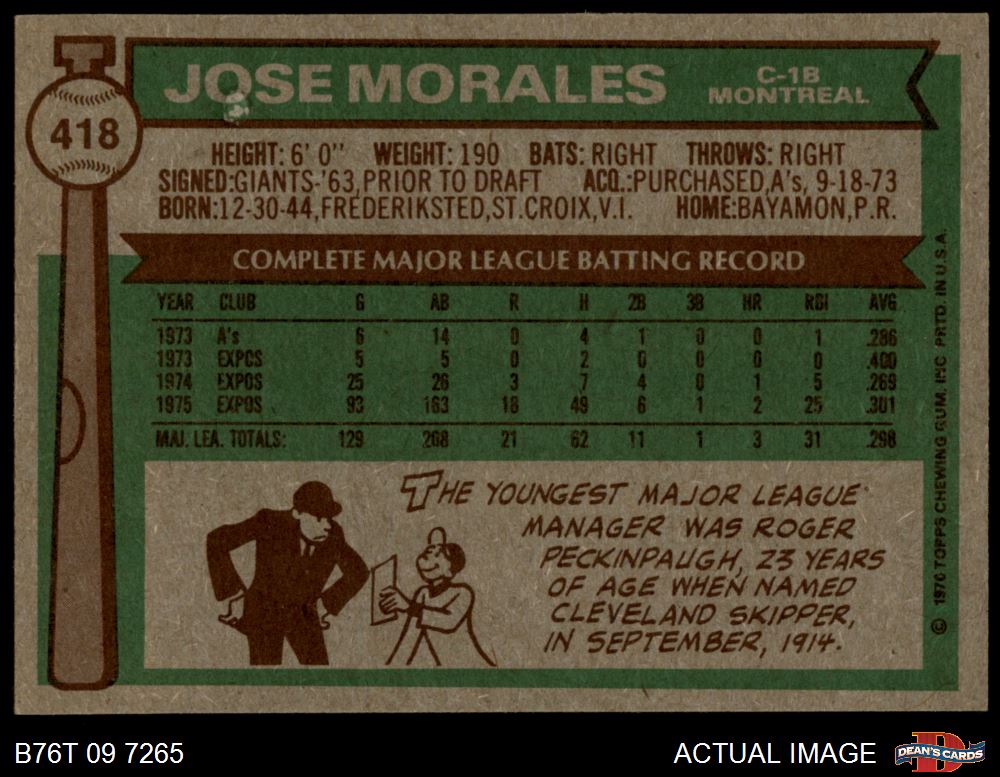 JOSE MORALES
C-1B
MONTREAL
418
HEIGHT: 6' 0" WEIGHT: 190 BATS: RIGHT THROWS: RIGHT
SIGNED:GIANTS-'63,PRIOR TO DRAFT ACQ.:PURCHASED,A's, 9-18-73
BORN:12-30-44,FREDERIKSTED,ST.CROIX,V.I. HOME:BAYAMON,P.R.
COMPLETE MAJOR LEAGUE BATTING RECORD
YEAR CLUB G AB R H 2B 3B HR RBI AVG
1973 A's 6 14 0 4 1 0 0 1 .286
1973 EXPOS 5 5 0 2 0 0 0 0 .400
1974 EXPOS 25 26 3 7 4 0 1 5 .269
1975 EXPOS 93 163 18 49 6 1 2 25 .301
MAJ. LEA. TOTALS: 129 208 21 62 11 1 3 31 .298
THE YOUNGEST MAJOR LEAGUE
MANAGER WAS ROGER
PECKINPAUGH, 23 YEARS
OF AGE WHEN NAMED
CLEVELAND SKIPPER,
IN SEPTEMBER, 1914.
© 1976 TOPPS CHEWING GUM, INC. PRTD. IN U.S.A.
B76T 09 7265
ACTUAL IMAGE
DEAN'S CARDS